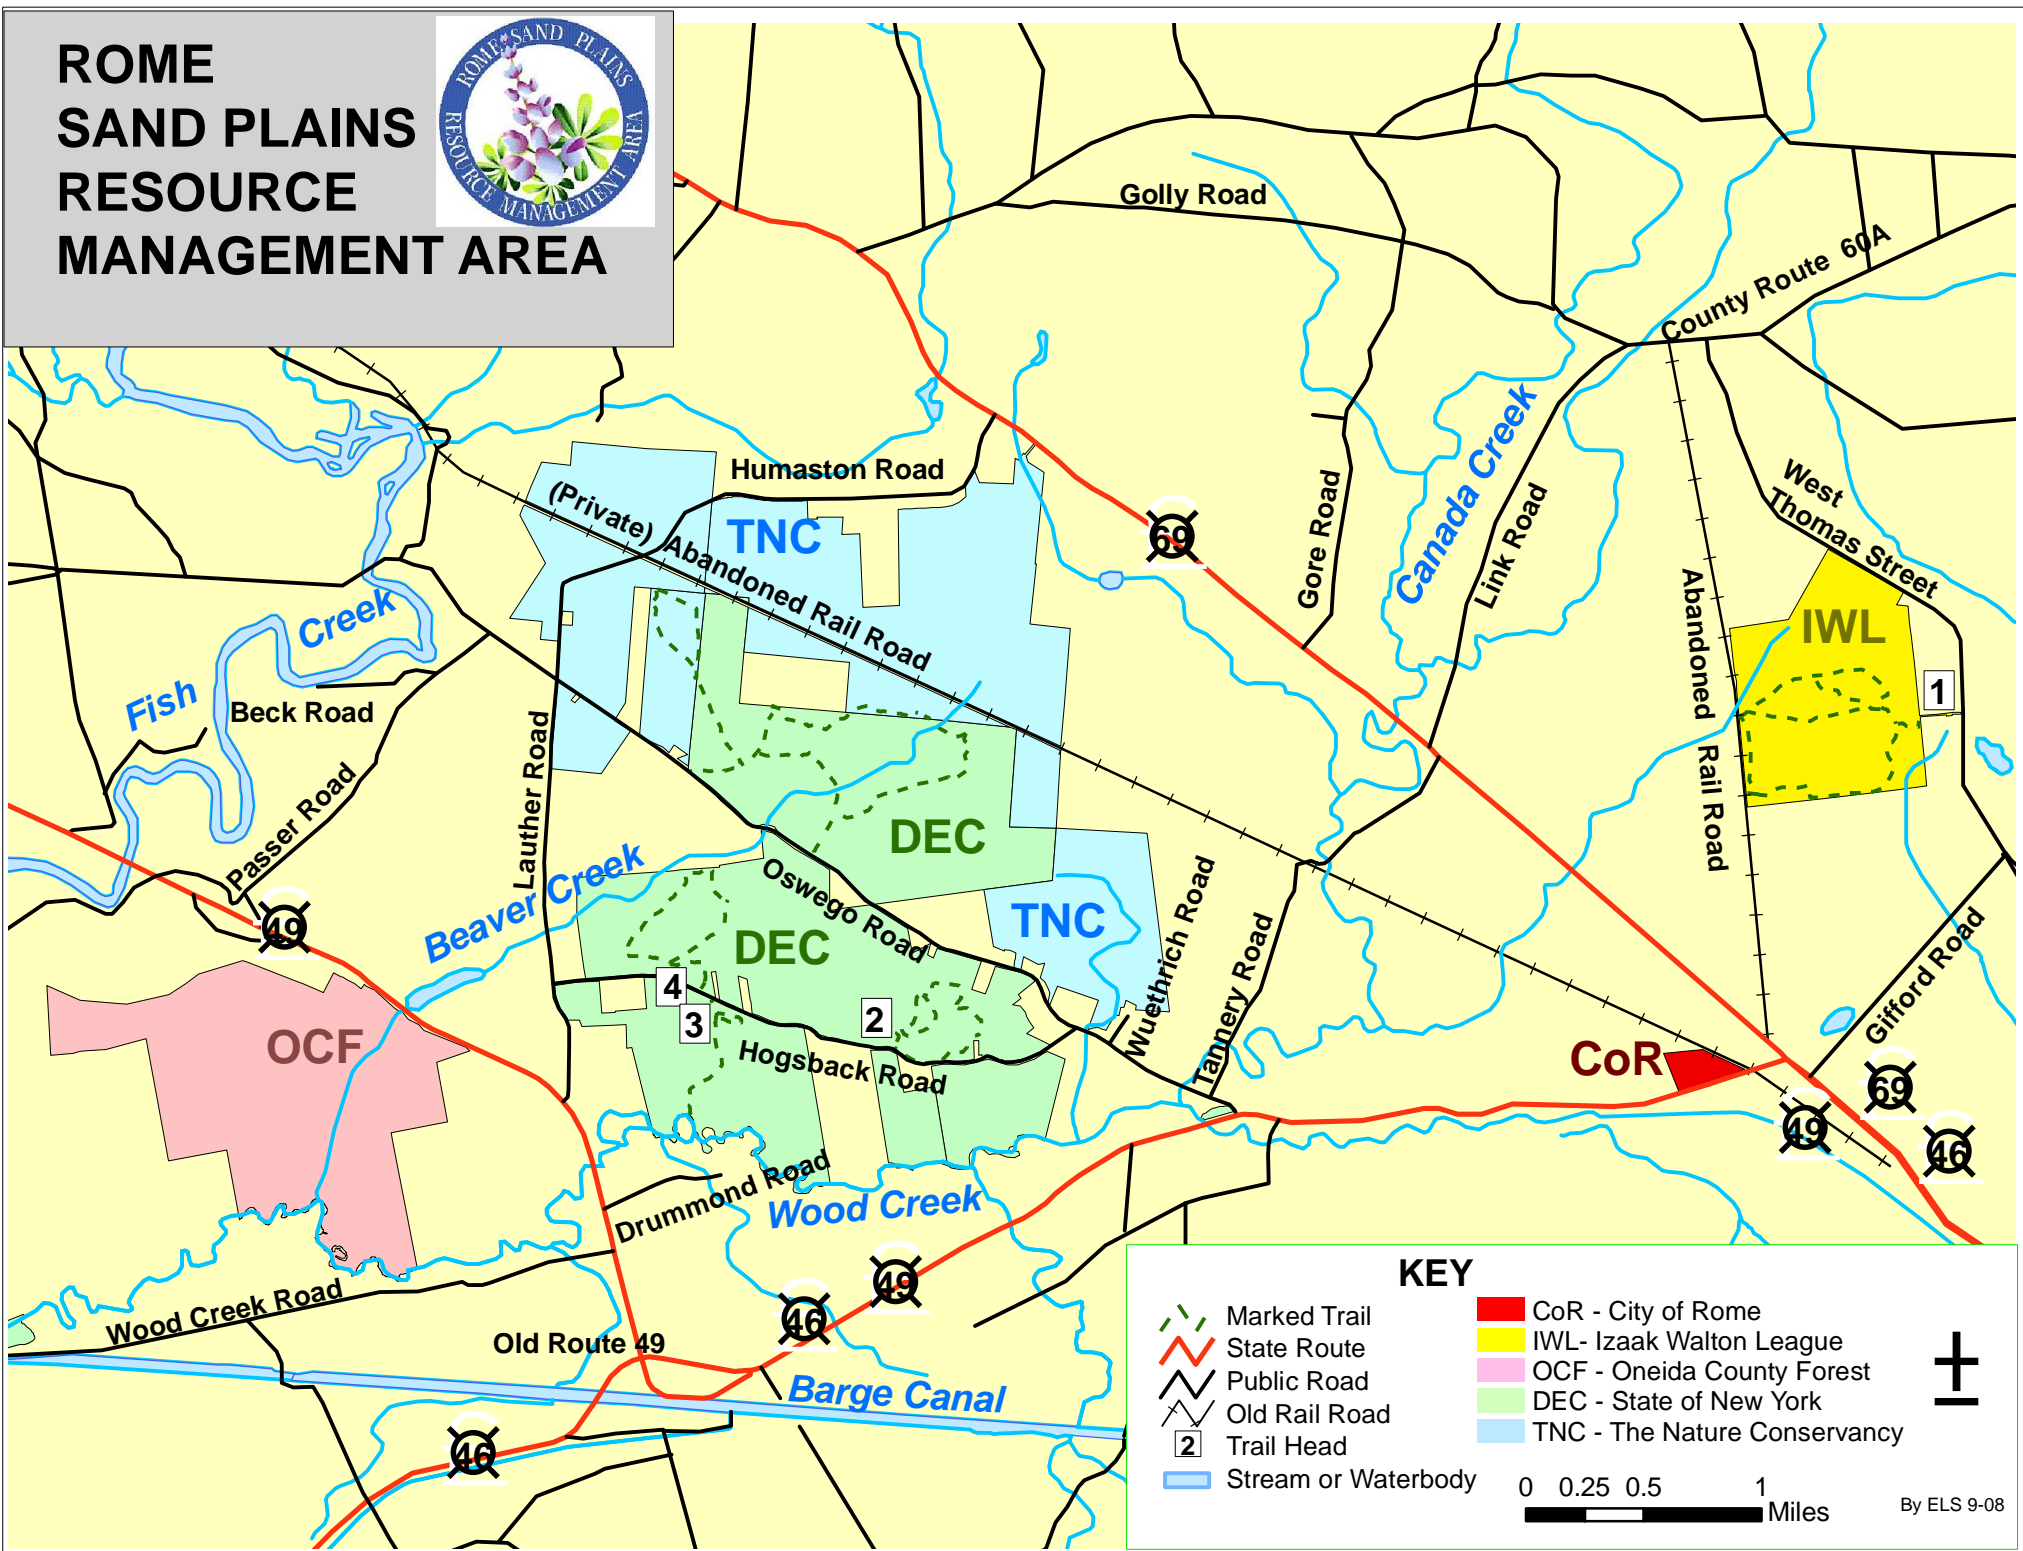 ROME
SAND PLAINS
RESOURCE
MANAGEMENT AREA
ROME SAND PLAINS
RESOURCE MANAGEMENT AREA
Golly Road
County Route 60A
Humaston Road
(Private) Abandoned Rail Road
TNC
69
Gore Road
Canada Creek
Link Road
West
Thomas Street
Abandoned Rail Road
IWL
1
Fish Creek
Beck Road
Passer Road
Lauther Road
49
Beaver Creek
DEC
Oswego Road
DEC
TNC
Wuethrich Road
Tannery Road
Gifford Road
4
3
2
Hogsback Road
OCF
CoR
69
49
46
Drummond Road
Wood Creek
Wood Creek Road
49
46
Old Route 49
Barge Canal
46
KEY
Marked Trail
State Route
Public Road
Old Rail Road
2 Trail Head
Stream or Waterbody
CoR - City of Rome
IWL- Izaak Walton League
OCF - Oneida County Forest
DEC - State of New York
TNC - The Nature Conservancy
0 0.25 0.5 1
Miles
By ELS 9-08